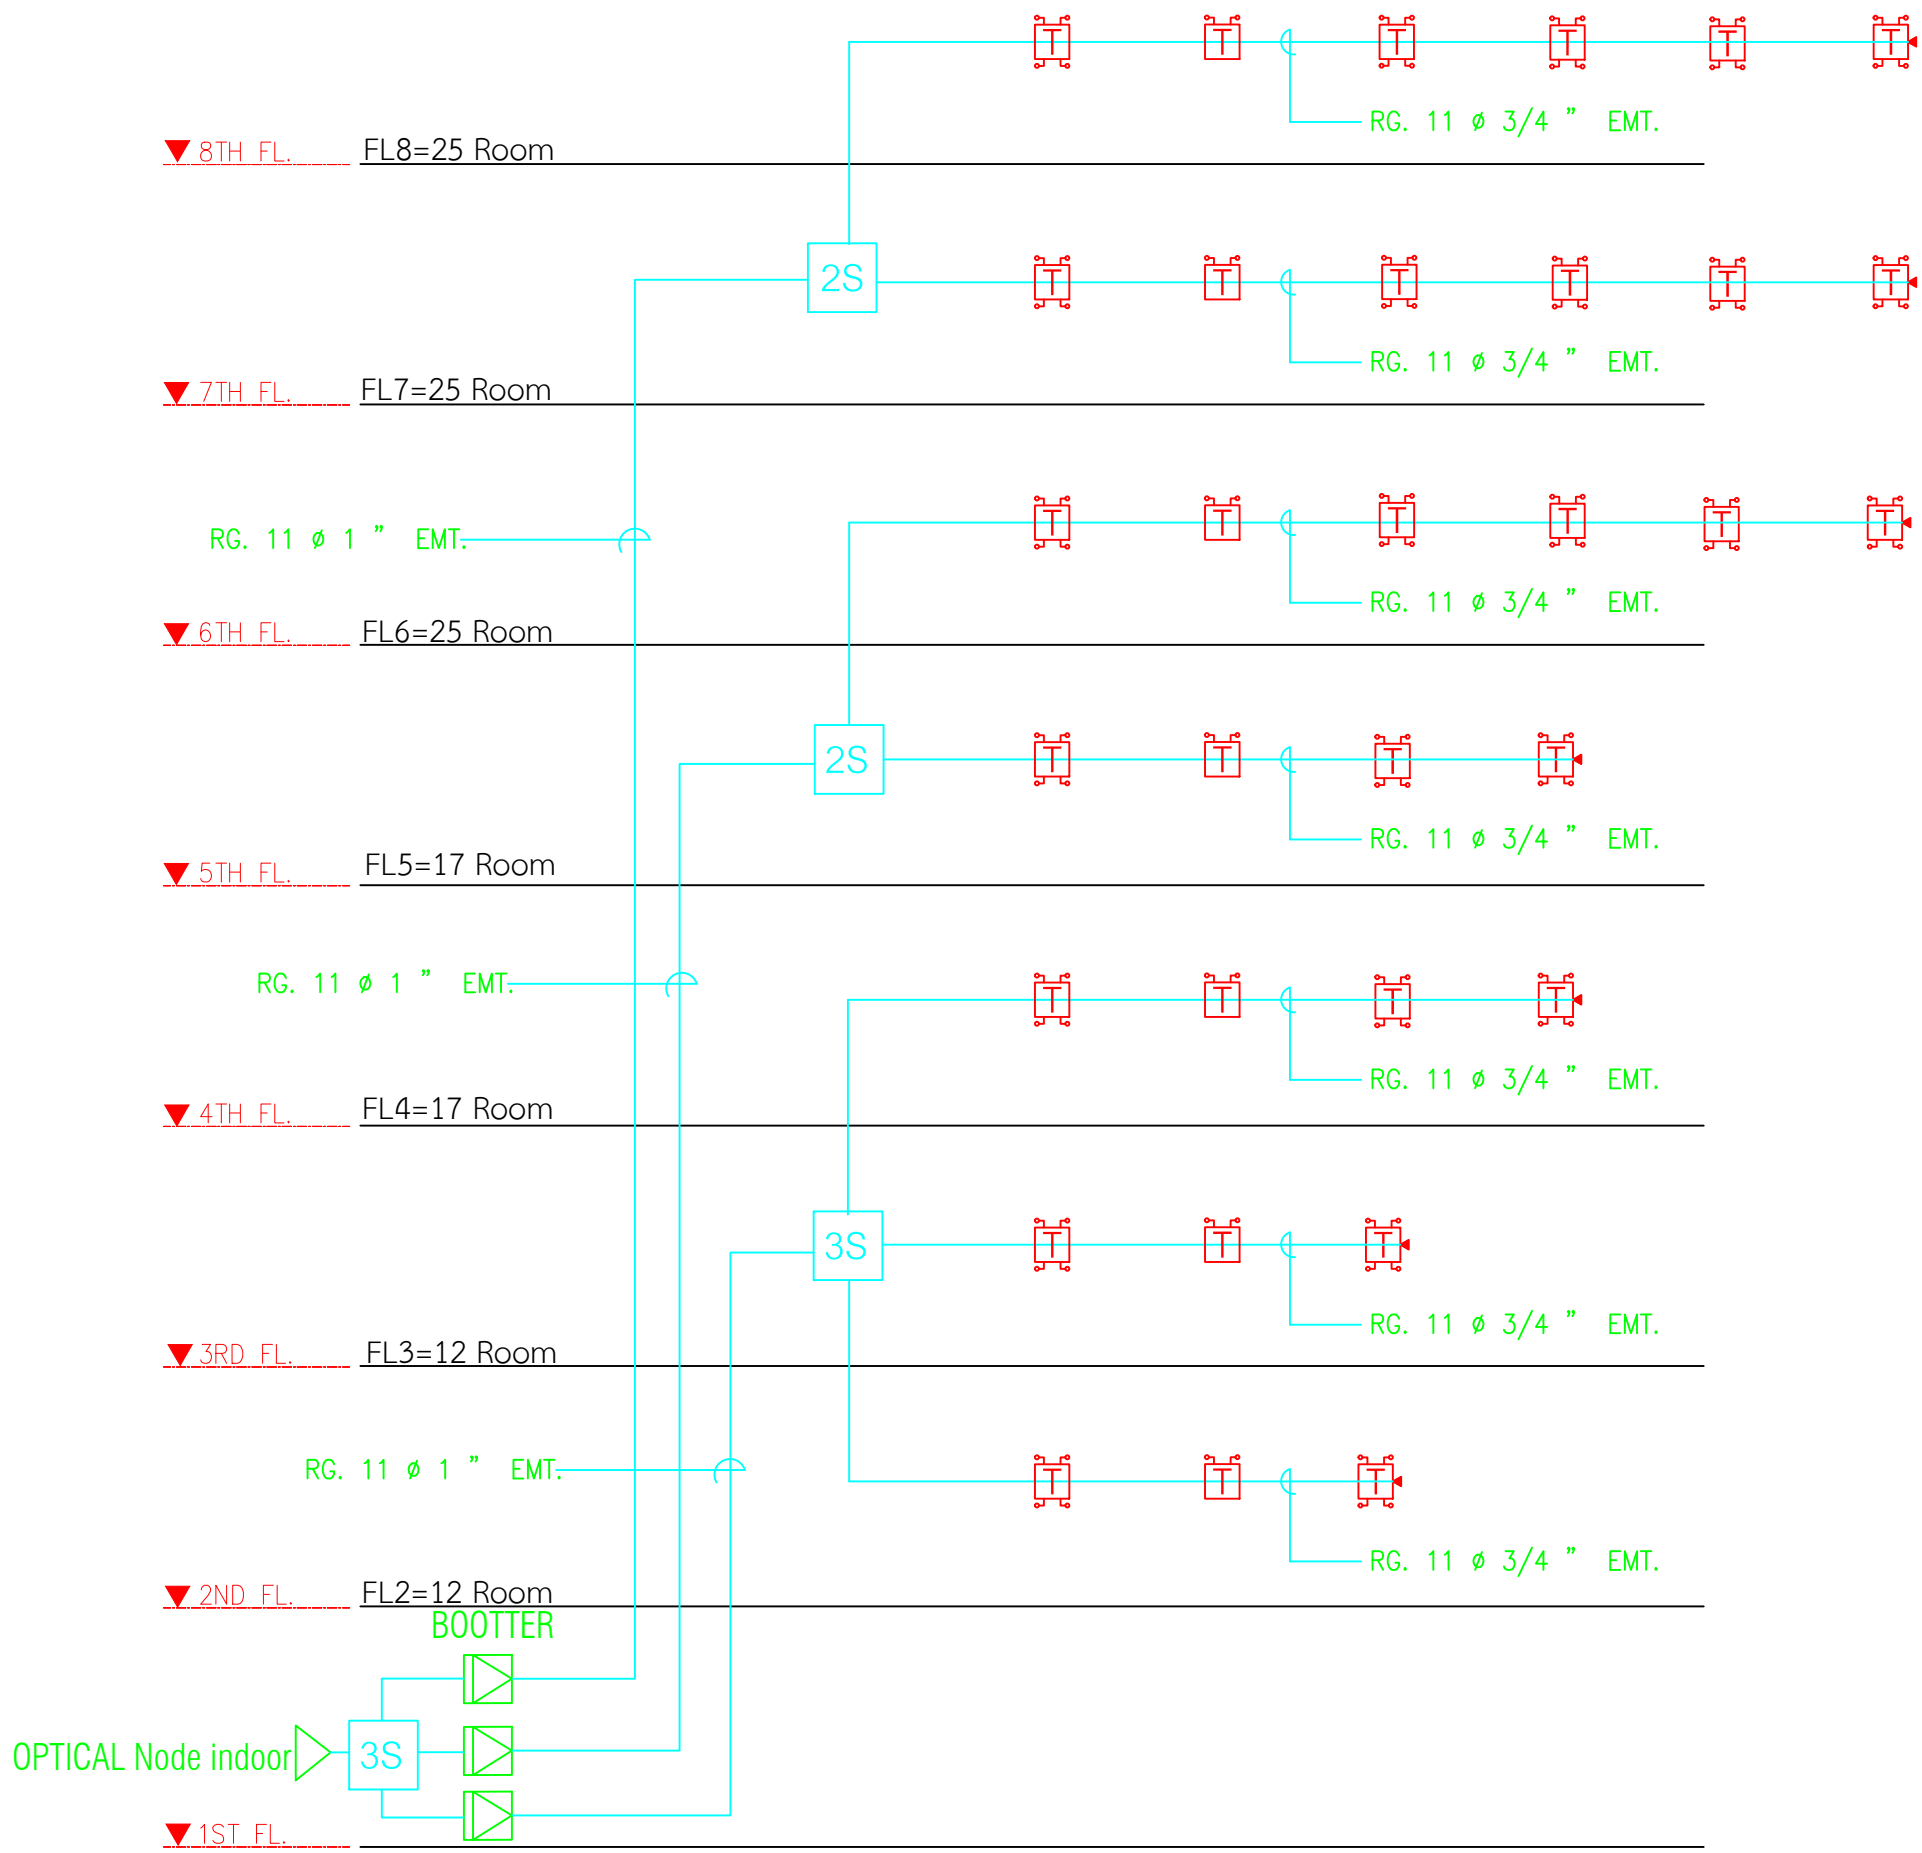 T T T T T T
RG. 11 ø 3/4 ” EMT.
8TH FL. FL8=25 Room
2S T T T T T T
RG. 11 ø 3/4 ” EMT.
7TH FL. FL7=25 Room
T T T T T T
RG. 11 ø 1 ” EMT.
RG. 11 ø 3/4 ” EMT.
6TH FL. FL6=25 Room
2S T T T T
RG. 11 ø 3/4 ” EMT.
5TH FL. FL5=17 Room
RG. 11 ø 1 ” EMT.
T T T T
RG. 11 ø 3/4 ” EMT.
4TH FL. FL4=17 Room
3S T T T
RG. 11 ø 3/4 ” EMT.
3RD FL. FL3=12 Room
RG. 11 ø 1 ” EMT.
T T T
RG. 11 ø 3/4 ” EMT.
2ND FL. FL2=12 Room
BOOTTER
OPTICAL Node indoor 3S
1ST FL.